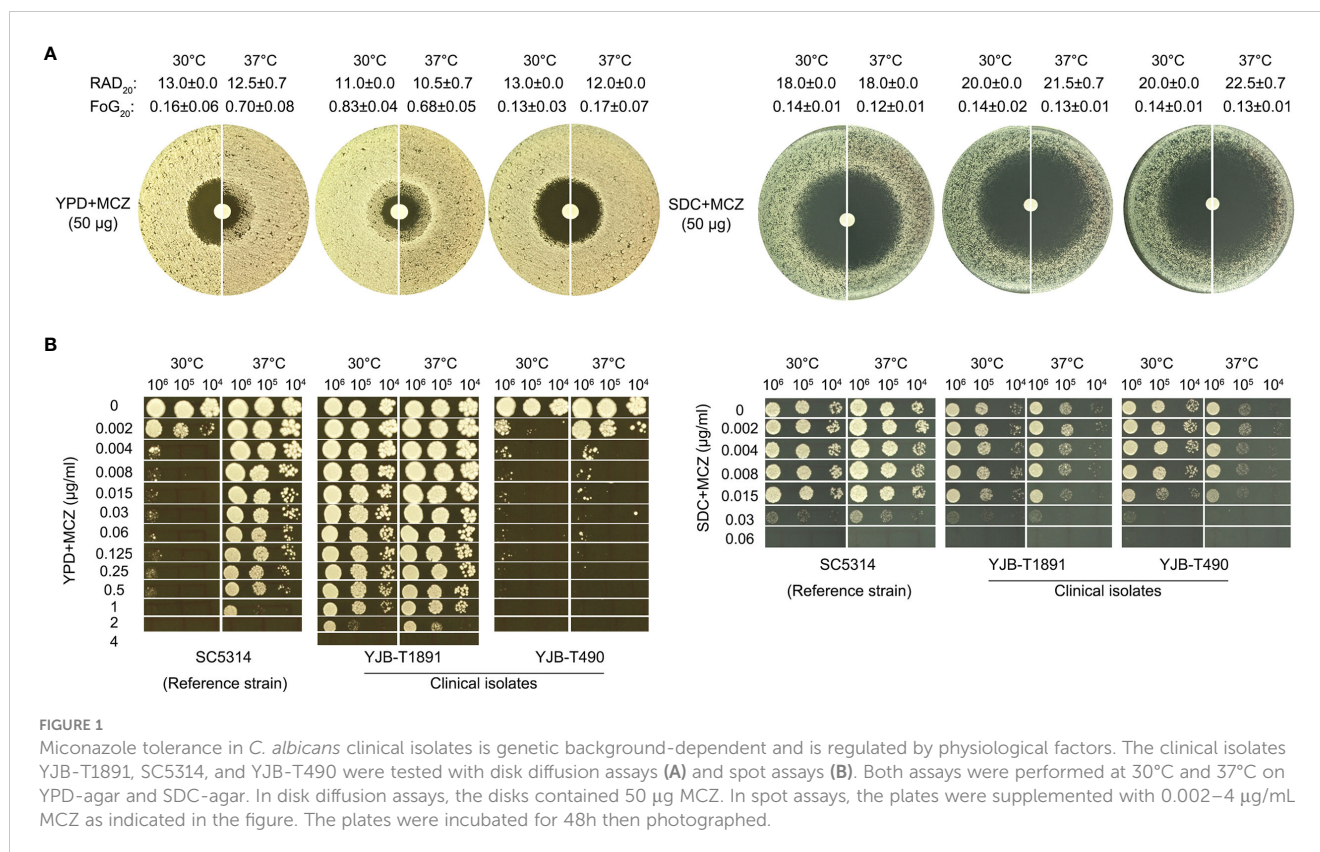 A
30°C 37°C 30°C 37°C 30°C 37°C 30°C 37°C 30°C 37°C 30°C 37°C
RAD20: 13.0±0.0 12.5±0.7 11.0±0.0 10.5±0.7 13.0±0.0 12.0±0.0 18.0±0.0 18.0±0.0 20.0±0.0 21.5±0.7 20.0±0.0 22.5±0.7
FoG20: 0.16±0.06 0.70±0.08 0.83±0.04 0.68±0.05 0.13±0.03 0.17±0.07 0.14±0.01 0.12±0.01 0.14±0.02 0.13±0.01 0.14±0.01 0.13±0.01
YPD+MCZ
(50 µg)
SDC+MCZ
(50 µg)
B
30°C 37°C 30°C 37°C 30°C 37°C
10⁶ 10⁵ 10⁴ 10⁶ 10⁵ 10⁴ 10⁶ 10⁵ 10⁴ 10⁶ 10⁵ 10⁴ 10⁶ 10⁵ 10⁴ 10⁶ 10⁵ 10⁴
YPD+MCZ (µg/ml)
0
0.002
0.004
0.008
0.015
0.03
0.06
0.125
0.25
0.5
1
2
4
SC5314
(Reference strain)
YJB-T1891 YJB-T490
Clinical isolates
30°C 37°C 30°C 37°C 30°C 37°C
10⁶ 10⁵ 10⁴ 10⁶ 10⁵ 10⁴ 10⁶ 10⁵ 10⁴ 10⁶ 10⁵ 10⁴ 10⁶ 10⁵ 10⁴ 10⁶ 10⁵ 10⁴
SDC+MCZ (µg/ml)
0
0.002
0.004
0.008
0.015
0.03
0.06
SC5314
(Reference strain)
YJB-T1891 YJB-T490
Clinical isolates
FIGURE 1
Miconazole tolerance in C. albicans clinical isolates is genetic background-dependent and is regulated by physiological factors. The clinical isolates
YJB-T1891, SC5314, and YJB-T490 were tested with disk diffusion assays (A) and spot assays (B). Both assays were performed at 30°C and 37°C on
YPD-agar and SDC-agar. In disk diffusion assays, the disks contained 50 µg MCZ. In spot assays, the plates were supplemented with 0.002–4 µg/mL
MCZ as indicated in the figure. The plates were incubated for 48h then photographed.